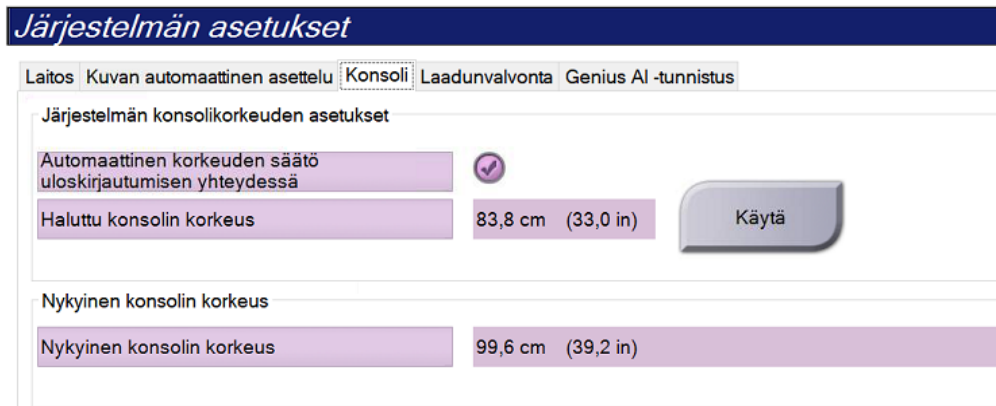 Järjestelmän asetukset
Laitos Kuvan automaattinen asettelu Konsoli Laadunvalvonta Genius AI -tunnistus
Järjestelmän konsolikorkeuden asetukset
Automaattinen korkeuden säätö
uloskirjautumisen yhteydessä
Haluttu konsolin korkeus 83,8 cm (33,0 in) Käytä
Nykyinen konsolin korkeus
Nykyinen konsolin korkeus 99,6 cm (39,2 in)